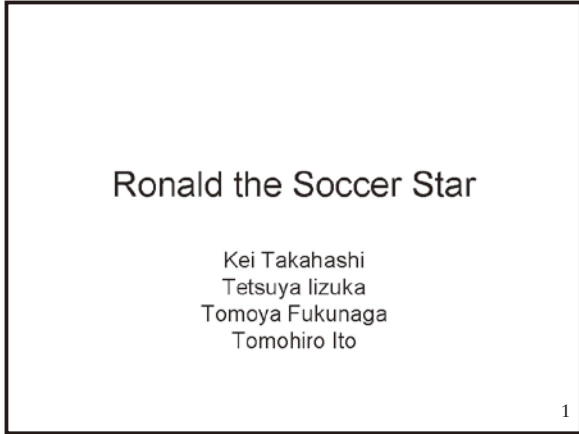 Ronald the Soccer Star
Kei Takahashi
Tetsuya Iizuka
Tomoya Fukunaga
Tomohiro Ito
1